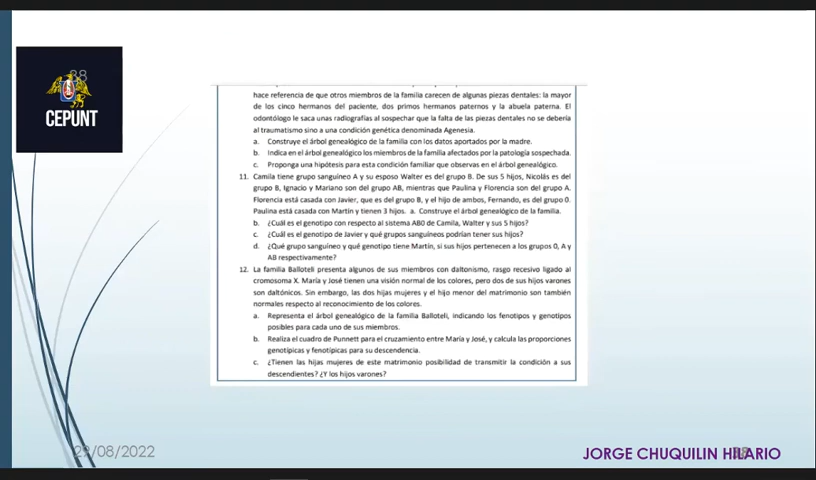 38
CEPUNT
hace referencia de que otros miembros de la familia carecen de algunas piezas dentales: la mayor
de los cinco hermanos del paciente, dos primos hermanos paternos y la abuela paterna. El
odontólogo le saca unas radiografías al sospechar que la falta de las piezas dentales no se debería
al traumatismo sino a una condición genética denominada Agenesia.
a. Construye el árbol genealógico de la familia con los datos aportados por la madre.
b. Indica en el árbol genealógico los miembros de la familia afectados por la patología sospechada.
c. Proponga una hipótesis para esta condición familiar que observas en el árbol genealógico.
11. Camila tiene grupo sanguíneo A y su esposo Walter es del grupo B. De sus 5 hijos, Nicolás es del
grupo B, Ignacio y Mariano son del grupo AB, mientras que Paulina y Florencia son del grupo A.
Florencia está casada con Javier, que es del grupo B, y el hijo de ambos, Fernando, es del grupo 0.
Paulina está casada con Martín y tienen 3 hijos. a. Construye el árbol genealógico de la familia.
b. ¿Cuál es el genotipo con respecto al sistema AB0 de Camila, Walter y sus 5 hijos?
c. ¿Cuál es el genotipo de Javier y qué grupos sanguíneos podrían tener sus hijos?
d. ¿Qué grupo sanguíneo y qué genotipo tiene Martín, si sus hijos pertenecen a los grupos 0, A y
AB respectivamente?
12. La familia Balloteli presenta algunos de sus miembros con daltonismo, rasgo recesivo ligado al
cromosoma X. María y José tienen una visión normal de los colores, pero dos de sus hijos varones
son daltónicos. Sin embargo, las dos hijas mujeres y el hijo menor del matrimonio son también
normales respecto al reconocimiento de los colores.
a. Representa el árbol genealógico de la familia Balloteli, indicando los fenotipos y genotipos
posibles para cada uno de sus miembros.
b. Realiza el cuadro de Punnett para el cruzamiento entre María y José, y calcula las proporciones
genotípicas y fenotípicas para su descendencia.
c. ¿Tienen las hijas mujeres de este matrimonio posibilidad de transmitir la condición a sus
descendientes? ¿Y los hijos varones?
29/08/2022
JORGE CHUQUILIN HILARIO